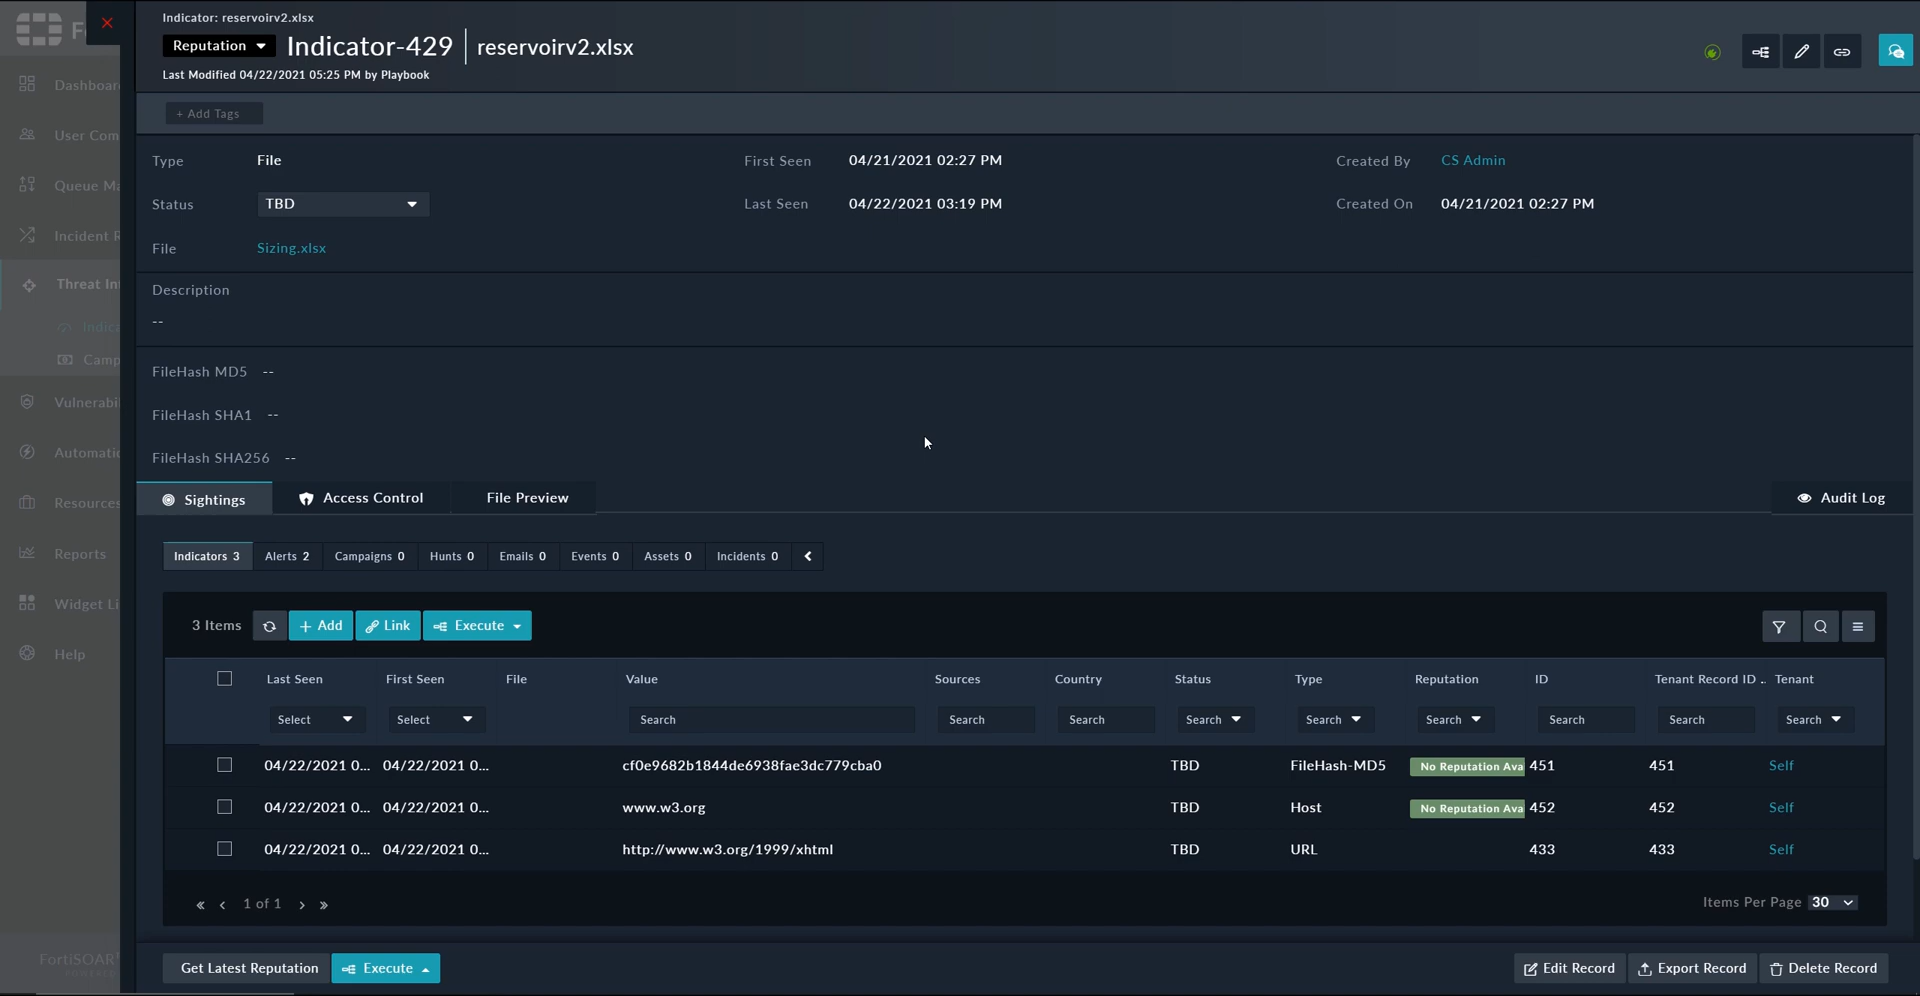 Indicator: reservoirv2.xlsx
Reputation Indicator-429 reservoirv2.xlsx
Last Modified 04/22/2021 05:25 PM by Playbook
+ Add Tags
Type File First Seen 04/21/2021 02:27 PM Created By CS Admin
Status TBD Last Seen 04/22/2021 03:19 PM Created On 04/21/2021 02:27 PM
File Sizing.xlsx
Description
--
FileHash MD5 --
FileHash SHA1 --
FileHash SHA256 --
Sightings Access Control File Preview Audit Log
Indicators 3 Alerts 2 Campaigns 0 Hunts 0 Emails 0 Events 0 Assets 0 Incidents 0
3 Items + Add Link Execute
Last Seen First Seen File Value Sources Country Status Type Reputation ID Tenant Record ID .. Tenant
Select Select Search Search Search Search Search Search Search Search Search
04/22/2021 0... 04/22/2021 0... cf0e9682b1844de6938fae3dc779cba0 TBD FileHash-MD5 No Reputation Ava 451 451 Self
04/22/2021 0... 04/22/2021 0... www.w3.org TBD Host No Reputation Ava 452 452 Self
04/22/2021 0... 04/22/2021 0... http://www.w3.org/1999/xhtml TBD URL 433 433 Self
« ‹ 1 of 1 › » Items Per Page 30
Get Latest Reputation Execute Edit Record Export Record Delete Record
Dashboar
User Com
Queue Ma
Incident R
Threat Int
Indica
Camp
Vulnerabil
Automatio
Resources
Reports
Widget Li
Help
FortiSOAR